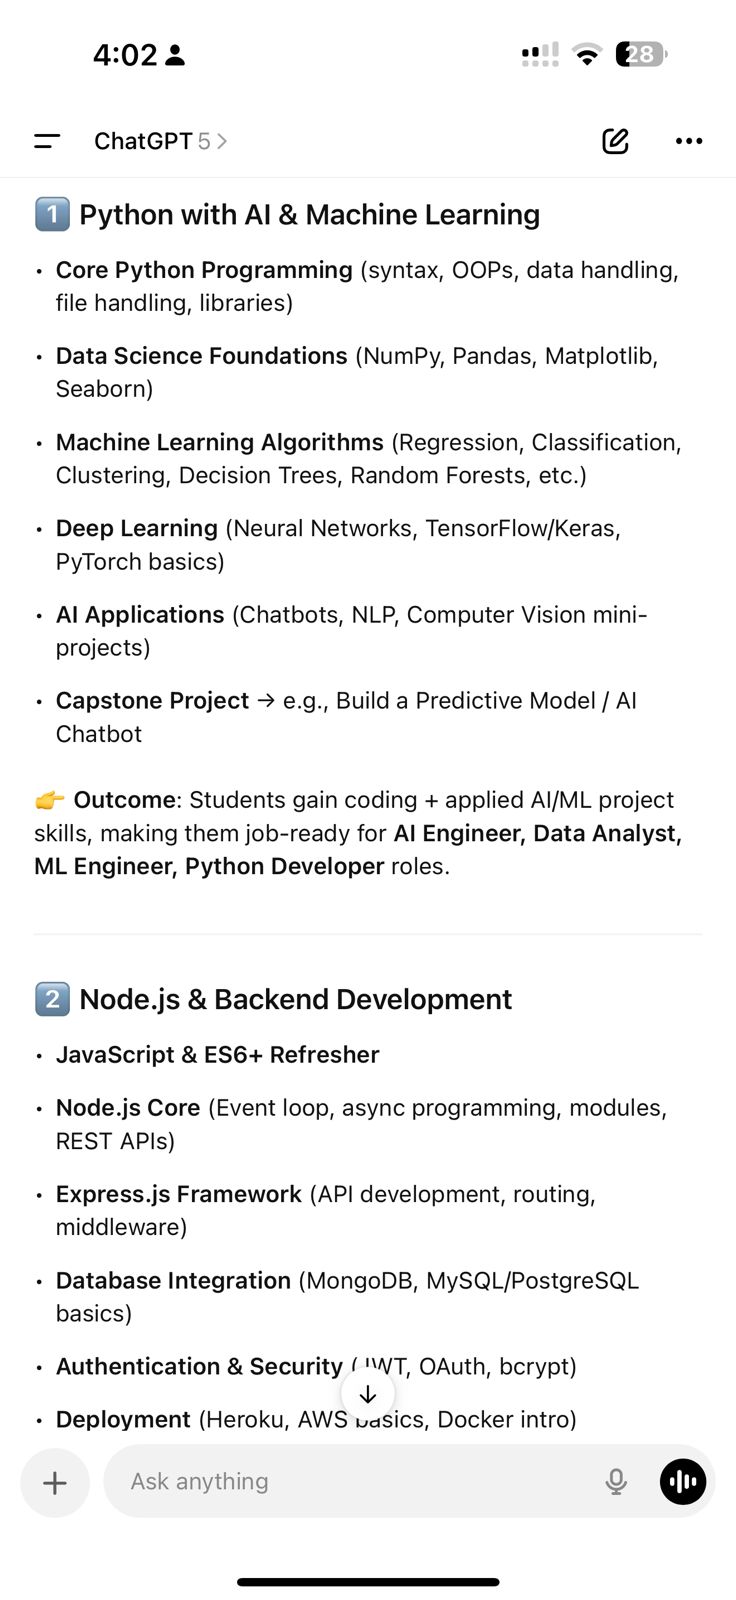 4:02
28
ChatGPT 5 >
1 Python with AI & Machine Learning
• Core Python Programming (syntax, OOPs, data handling,
file handling, libraries)
• Data Science Foundations (NumPy, Pandas, Matplotlib,
Seaborn)
• Machine Learning Algorithms (Regression, Classification,
Clustering, Decision Trees, Random Forests, etc.)
• Deep Learning (Neural Networks, TensorFlow/Keras,
PyTorch basics)
• AI Applications (Chatbots, NLP, Computer Vision mini-
projects)
• Capstone Project → e.g., Build a Predictive Model / AI
Chatbot
👉 Outcome: Students gain coding + applied AI/ML project
skills, making them job-ready for AI Engineer, Data Analyst,
ML Engineer, Python Developer roles.
2 Node.js & Backend Development
• JavaScript & ES6+ Refresher
• Node.js Core (Event loop, async programming, modules,
REST APIs)
• Express.js Framework (API development, routing,
middleware)
• Database Integration (MongoDB, MySQL/PostgreSQL
basics)
• Authentication & Security (JWT, OAuth, bcrypt)
• Deployment (Heroku, AWS basics, Docker intro)
Ask anything